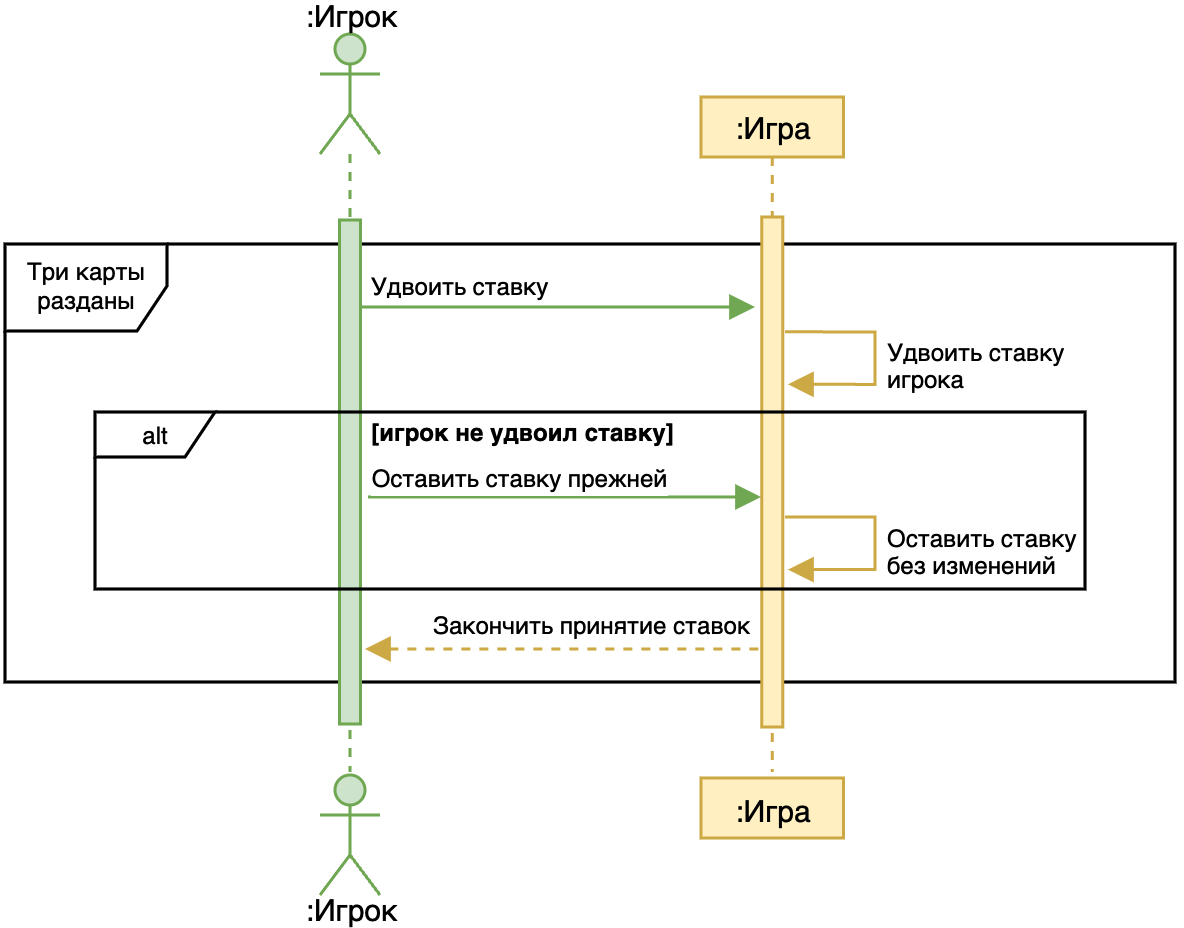 :Игрок
:Игра
Три карты
разданы
Удвоить ставку
Удвоить ставку
игрока
alt
[игрок не удвоил ставку]
Оставить ставку прежней
Оставить ставку
без изменений
Закончить принятие ставок
:Игра
:Игрок